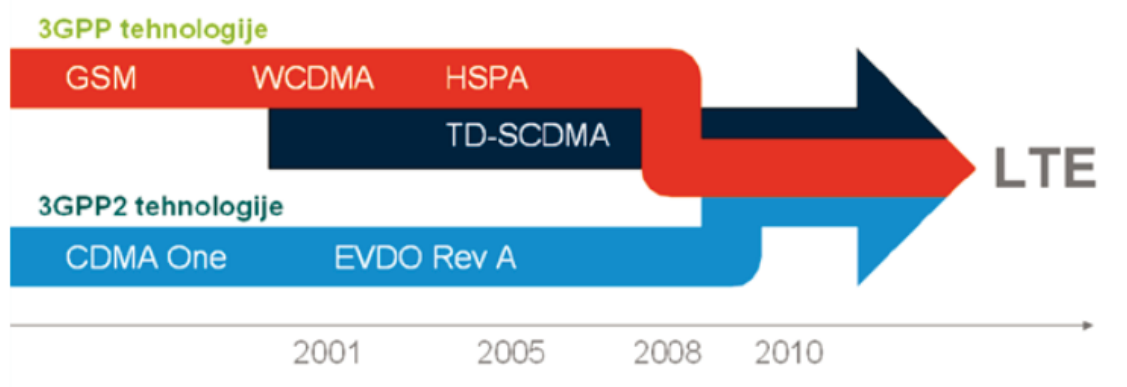 3GPP tehnologije
GSM WCDMA HSPA
TD-SCDMA
LTE
3GPP2 tehnologije
CDMA One EVDO Rev A
2001 2005 2008 2010